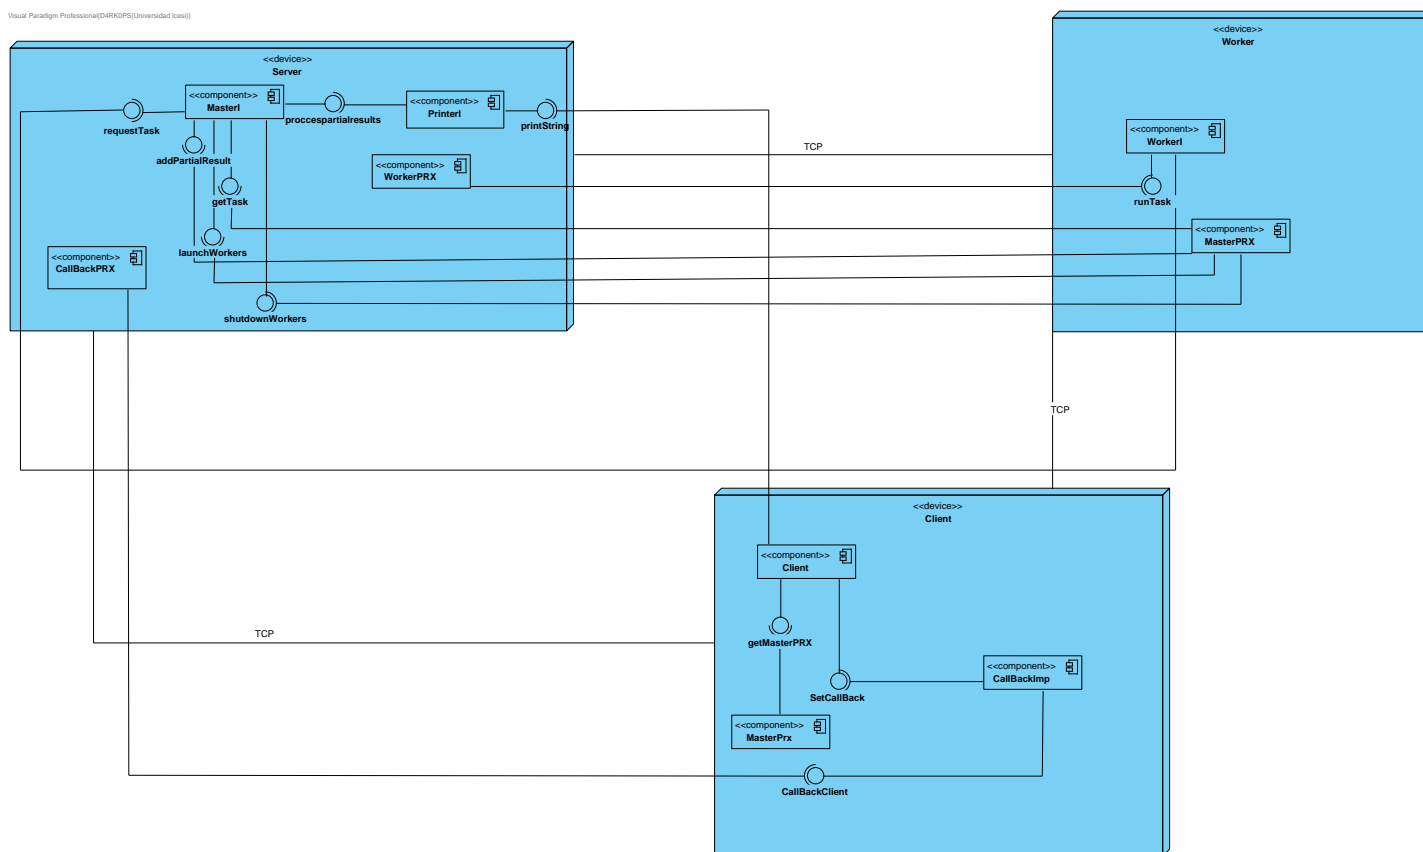 Visual Paradigm Professional(D4RK0PS(Universidad Icesi))
<<device>>
Server
<<component>>
MasterI
<<component>>
PrinterI
requestTask
proccespartialresults
printString
addPartialResult
<<component>>
WorkerPRX
getTask
launchWorkers
<<component>>
CallBackPRX
shutdownWorkers
TCP
<<device>>
Worker
<<component>>
WorkerI
runTask
<<component>>
MasterPRX
TCP
TCP
<<device>>
Client
<<component>>
Client
getMasterPRX
<<component>>
CallBackImp
SetCallBack
<<component>>
MasterPrx
CallBackClient